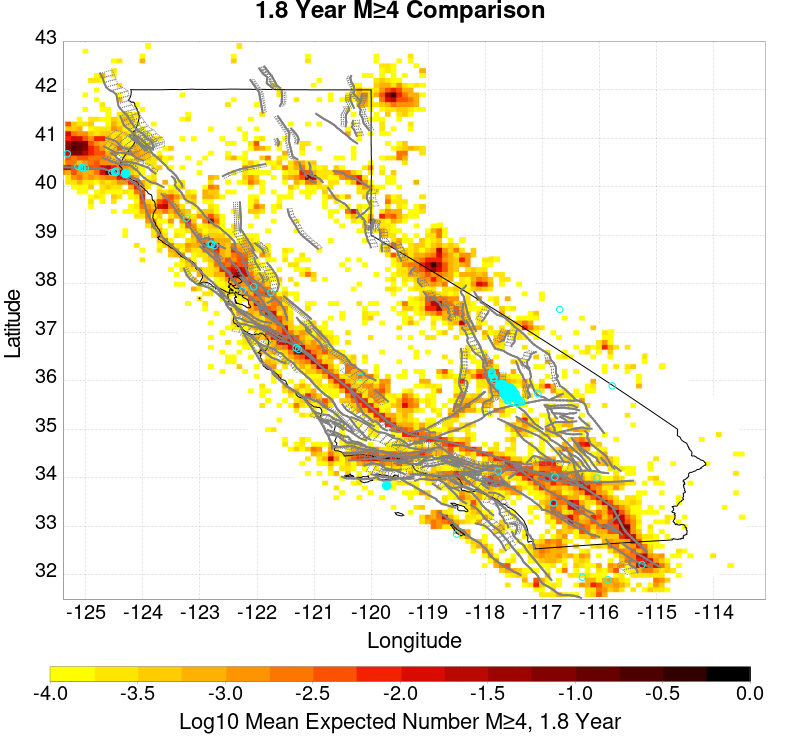 1.8 Year M≥4 Comparison
43
42
41
40
39
38
37
36
35
34
33
32
Latitude
-125 -124 -123 -122 -121 -120 -119 -118 -117 -116 -115 -114
Longitude
-4.0 -3.5 -3.0 -2.5 -2.0 -1.5 -1.0 -0.5 0.0
Log10 Mean Expected Number M≥4, 1.8 Year